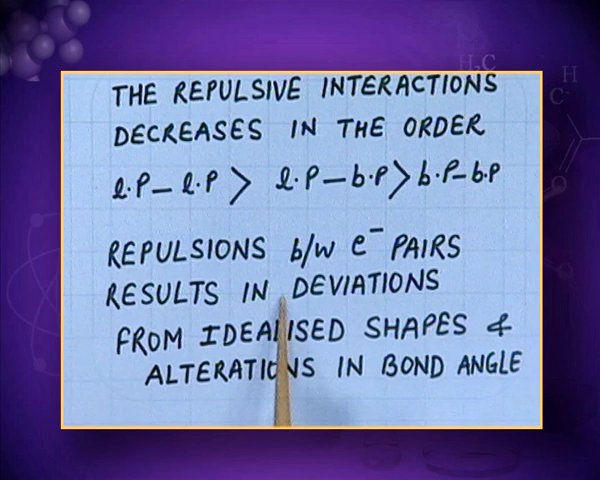 THE REPULSIVE INTERACTIONS
DECREASES IN THE ORDER
l.P – l.P > l.P – b.P > b.P – b.P
REPULSIONS b/w e⁻ PAIRS
RESULTS IN DEVIATIONS
FROM IDEALISED SHAPES &
ALTERATIONS IN BOND ANGLE
H₃C
H
C